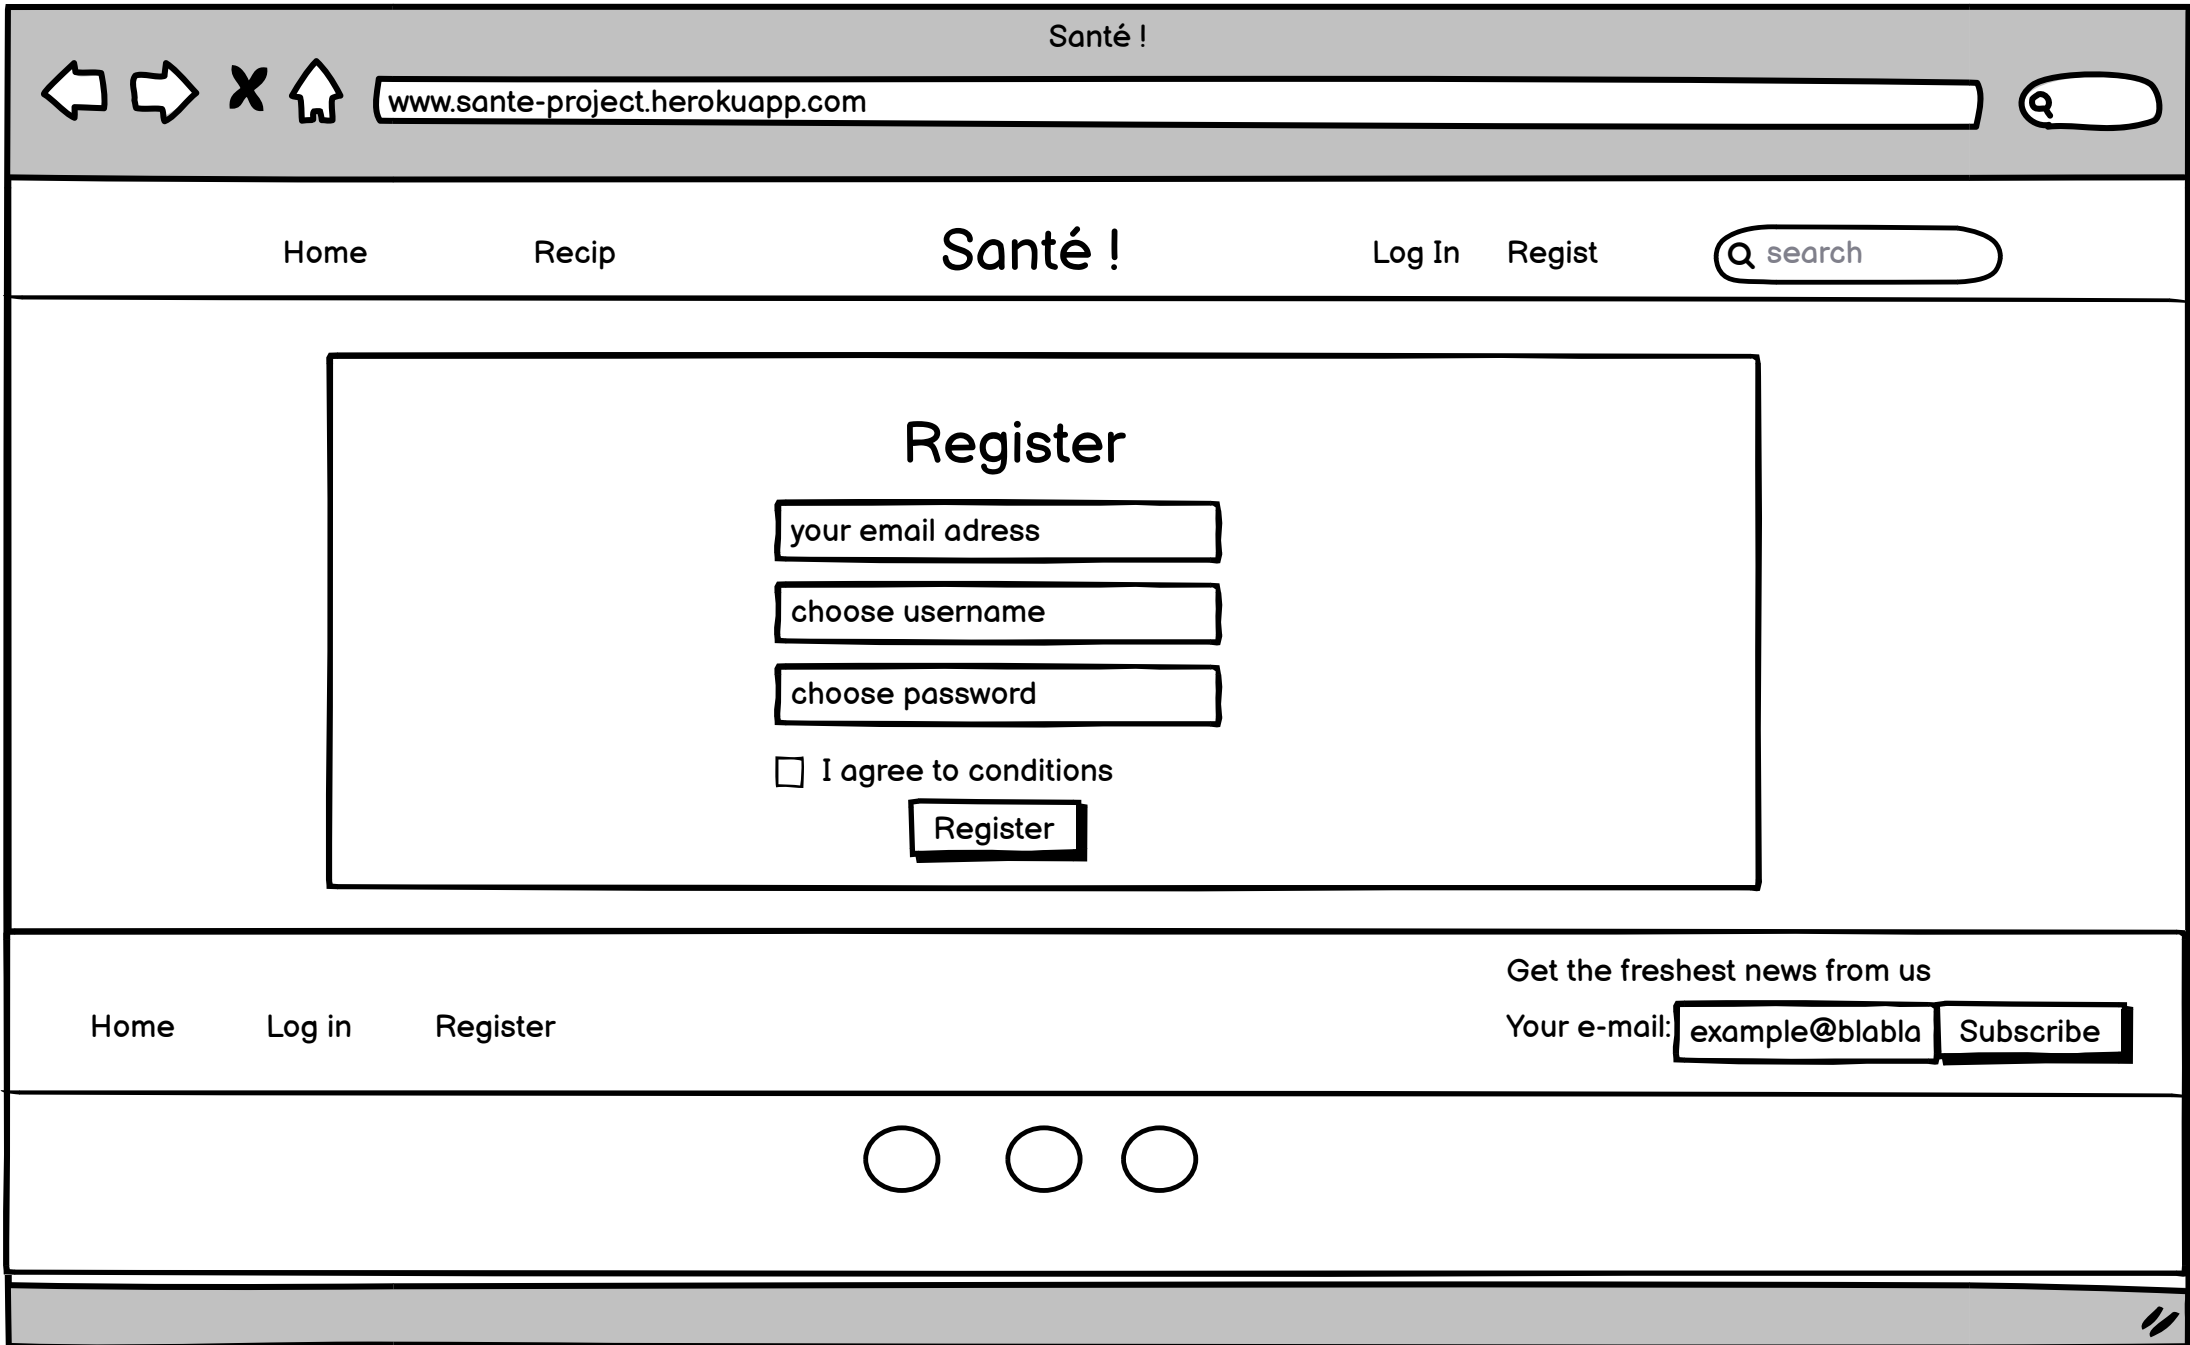 Santé !
www.sante-project.herokuapp.com
Home Recip Santé ! Log In Regist search
Register
your email adress
choose username
choose password
I agree to conditions
Register
Get the freshest news from us
Home Log in Register Your e-mail: example@blabla Subscribe